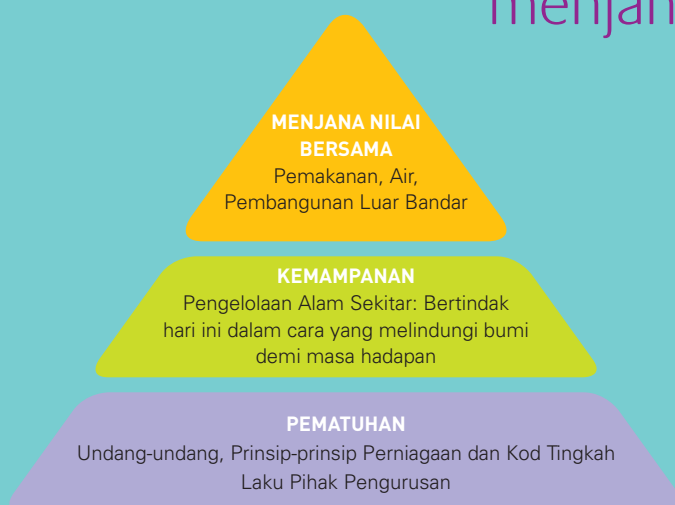 MENJANA NILAI
BERSAMA
Pemakanan, Air,
Pembangunan Luar Bandar
KEMAMPANAN
Pengelolaan Alam Sekitar: Bertindak
hari ini dalam cara yang melindungi bumi
demi masa hadapan
PEMATUHAN
Undang-undang, Prinsip-prinsip Perniagaan dan Kod Tingkah
Laku Pihak Pengurusan